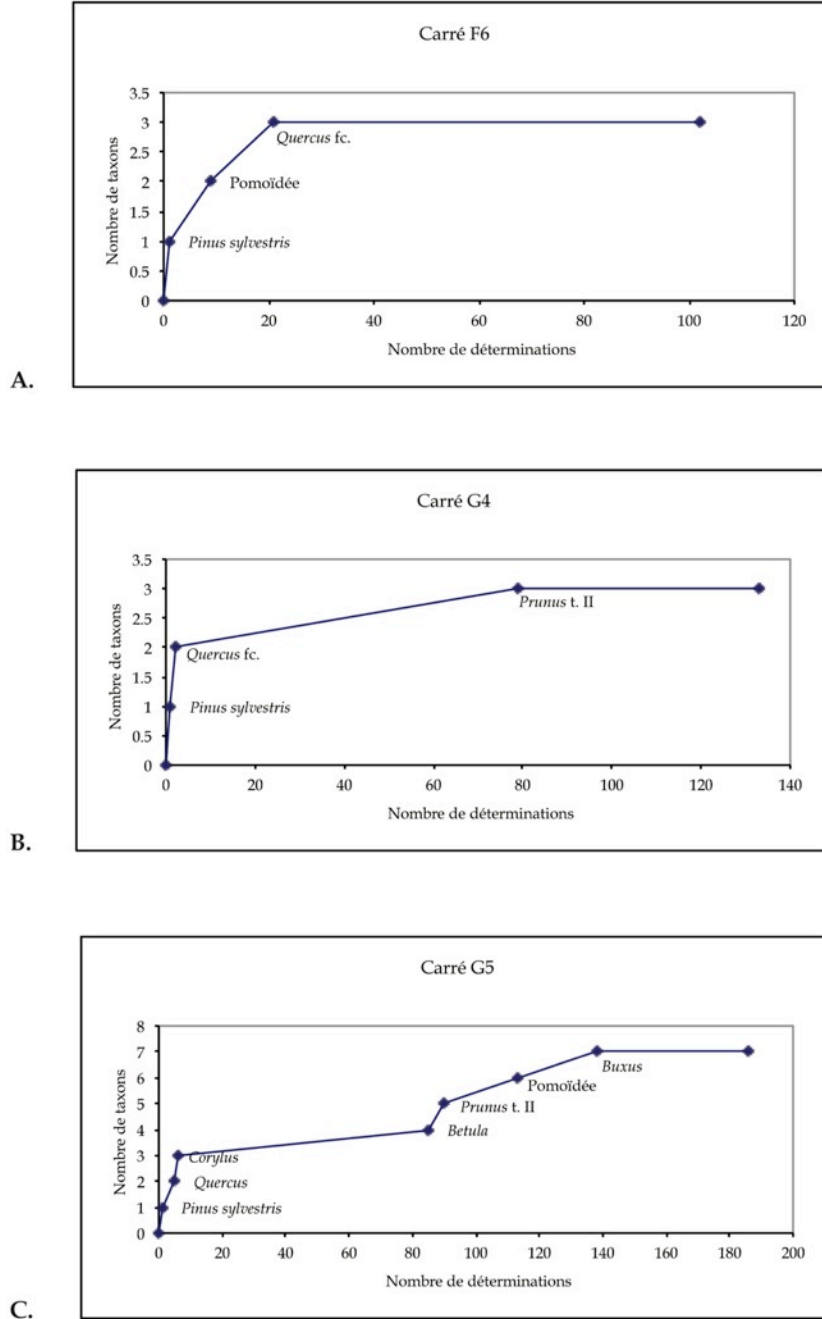 Carré F6
3.5
3
2.5
2
1.5
1
0.5
0
Nombre de taxons
Quercus fc.
Pomoïdée
Pinus sylvestris
0 20 40 60 80 100 120
Nombre de déterminations
A.
Carré G4
3.5
3
2.5
2
1.5
1
0.5
0
Nombre de taxons
Prunus t. II
Quercus fc.
Pinus sylvestris
0 20 40 60 80 100 120 140
Nombre de déterminations
B.
Carré G5
8
7
6
5
4
3
2
1
0
Nombre de taxons
Buxus
Pomoïdée
Prunus t. II
Betula
Corylus
Quercus
Pinus sylvestris
0 20 40 60 80 100 120 140 160 180 200
Nombre de déterminations
C.